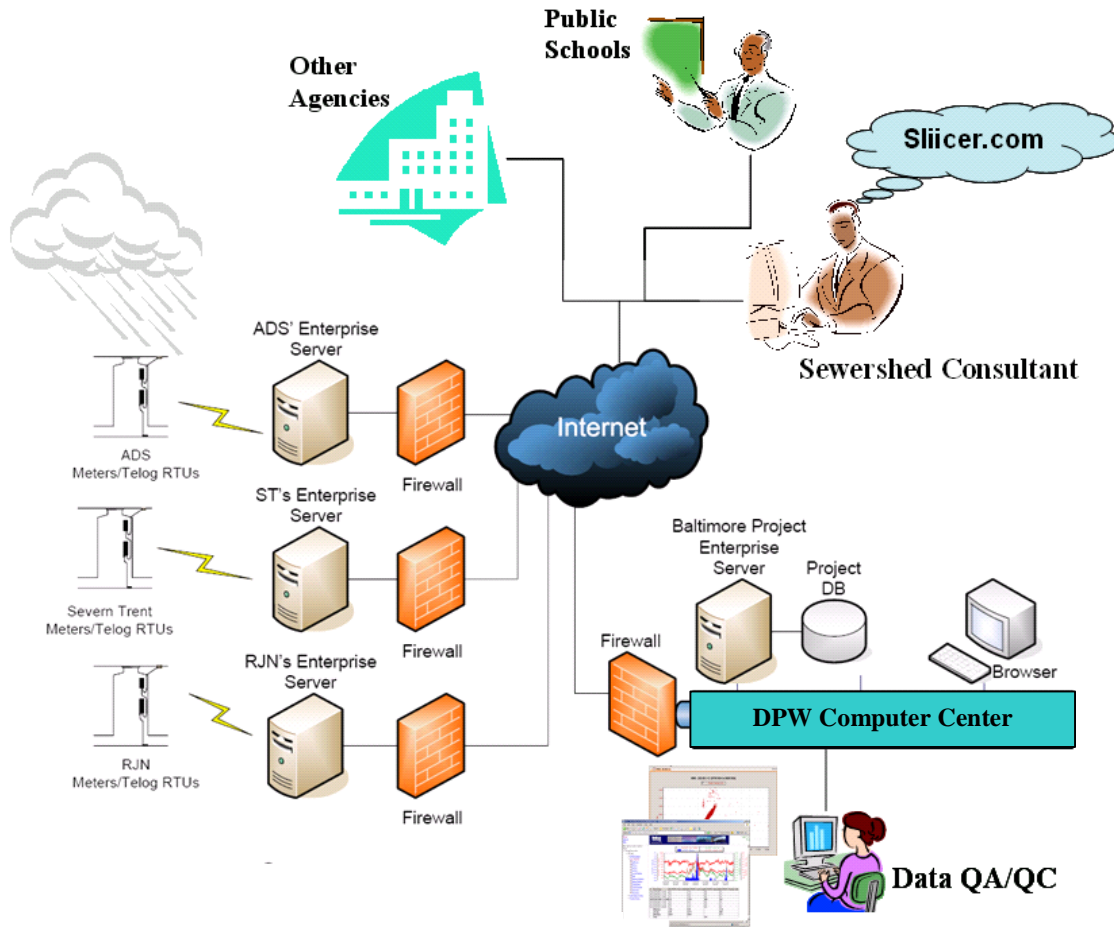 Public
Schools
Other
Agencies
Sliicer.com
Sewershed Consultant
ADS' Enterprise
Server
ADS
Meters/Telog RTUs
Firewall
Internet
ST's Enterprise
Server
Severn Trent
Meters/Telog RTUs
Firewall
RJN's Enterprise
Server
RJN
Meters/Telog RTUs
Firewall
Baltimore Project
Enterprise
Server
Project
DB
Firewall
Browser
DPW Computer Center
Data QA/QC